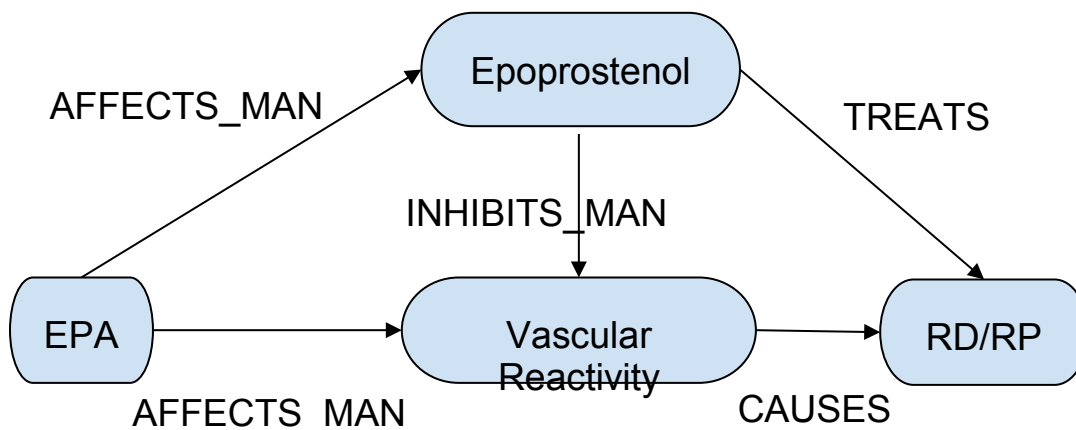 Epoprostenol
AFFECTS_MAN
TREATS
INHIBITS_MAN
EPA
Vascular
Reactivity
RD/RP
AFFECTS_MAN
CAUSES